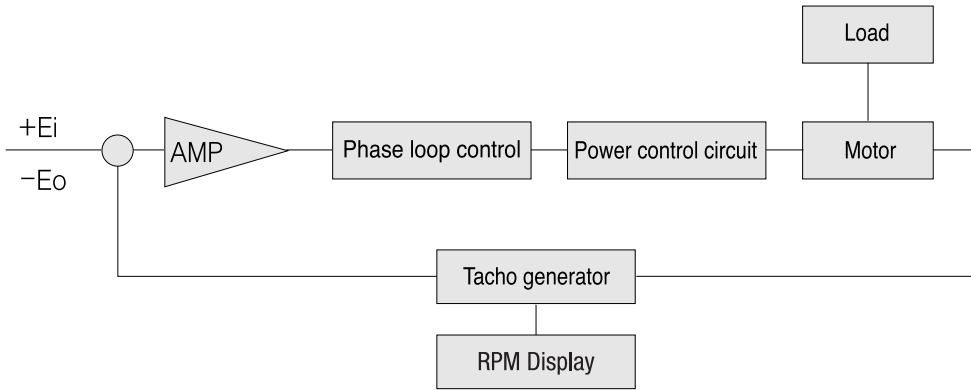 Load
+Ei
AMP
Phase loop control
Power control circuit
Motor
−Eo
Tacho generator
RPM Display